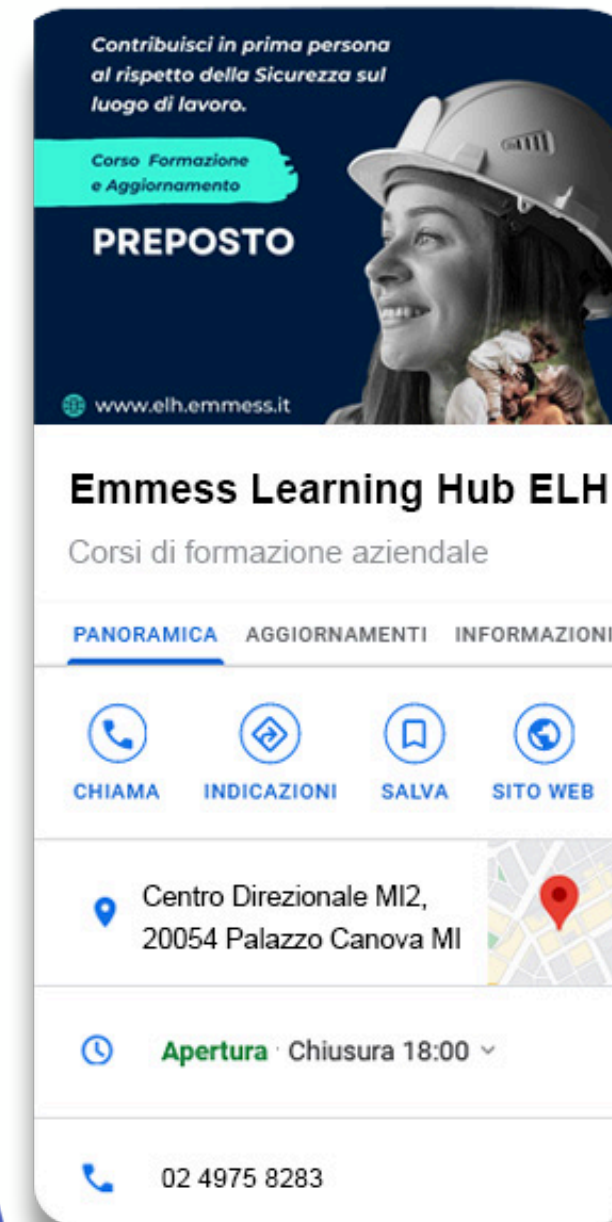 Contribuisci in prima persona
al rispetto della Sicurezza sul
luogo di lavoro.
Corso Formazione
e Aggiornamento
PREPOSTO
www.elh.emmess.it
Emmess Learning Hub ELH
Corsi di formazione aziendale
PANORAMICA AGGIORNAMENTI INFORMAZIONI
CHIAMA INDICAZIONI SALVA SITO WEB
Centro Direzionale MI2,
20054 Palazzo Canova MI
Apertura · Chiusura 18:00
02 4975 8283